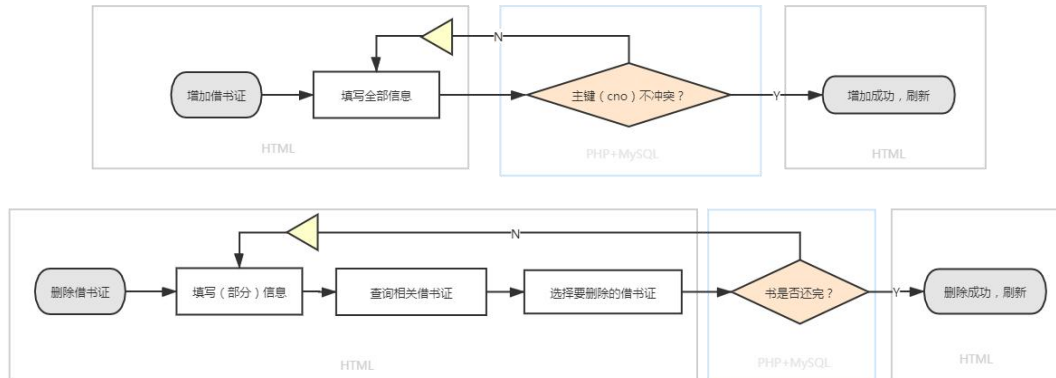 N
增加借书证
填写全部信息
主键（cno）不冲突？
Y
增加成功，刷新
HTML
PHP+MySQL
HTML
N
删除借书证
填写（部分）信息
查询相关借书证
选择要删除的借书证
书是否还完？
Y
删除成功，刷新
HTML
PHP+MySQL
HTML